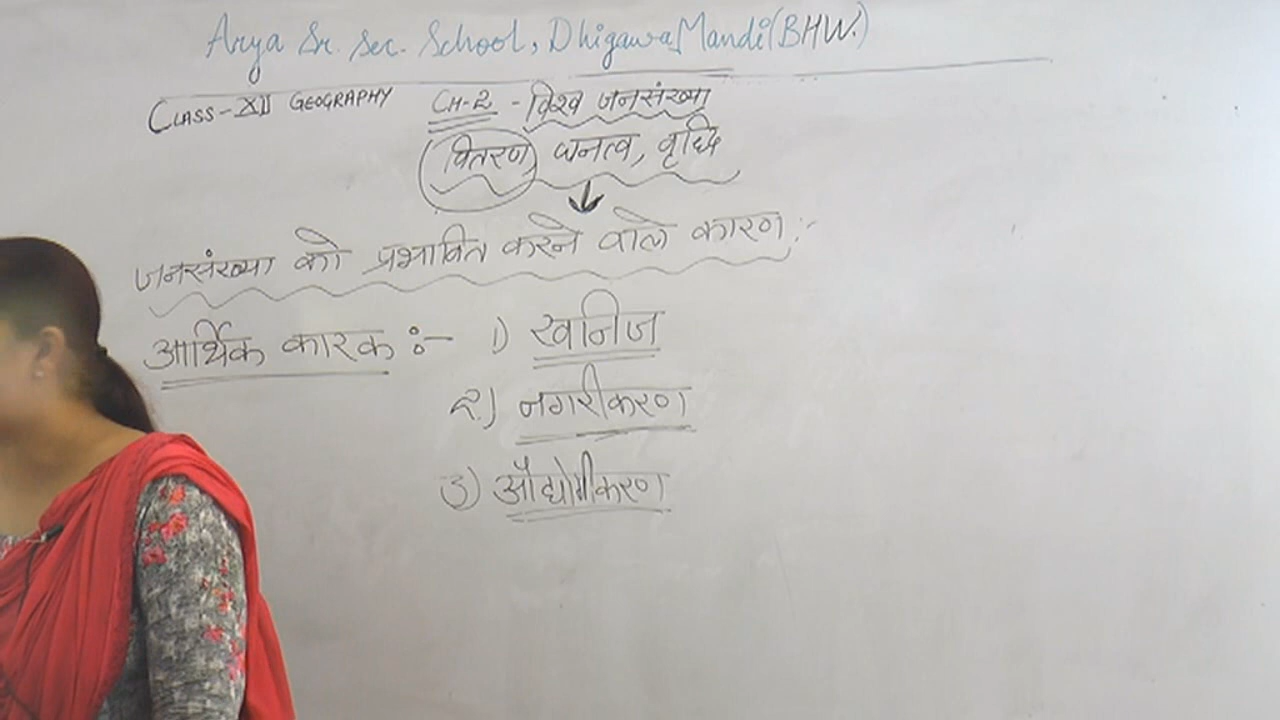 Arya Sr. Sec. School, Dhigawa Mandi (BHW.)
CLASS-XII GEOGRAPHY CH-2 - विश्व जनसंख्या
वितरण घनत्व, वृद्धि
जनसंख्या को प्रभावित करने वाले कारण :-
आर्थिक कारक :- 1) खनिज
2.) नगरीकरण
3) औद्योगीकरण